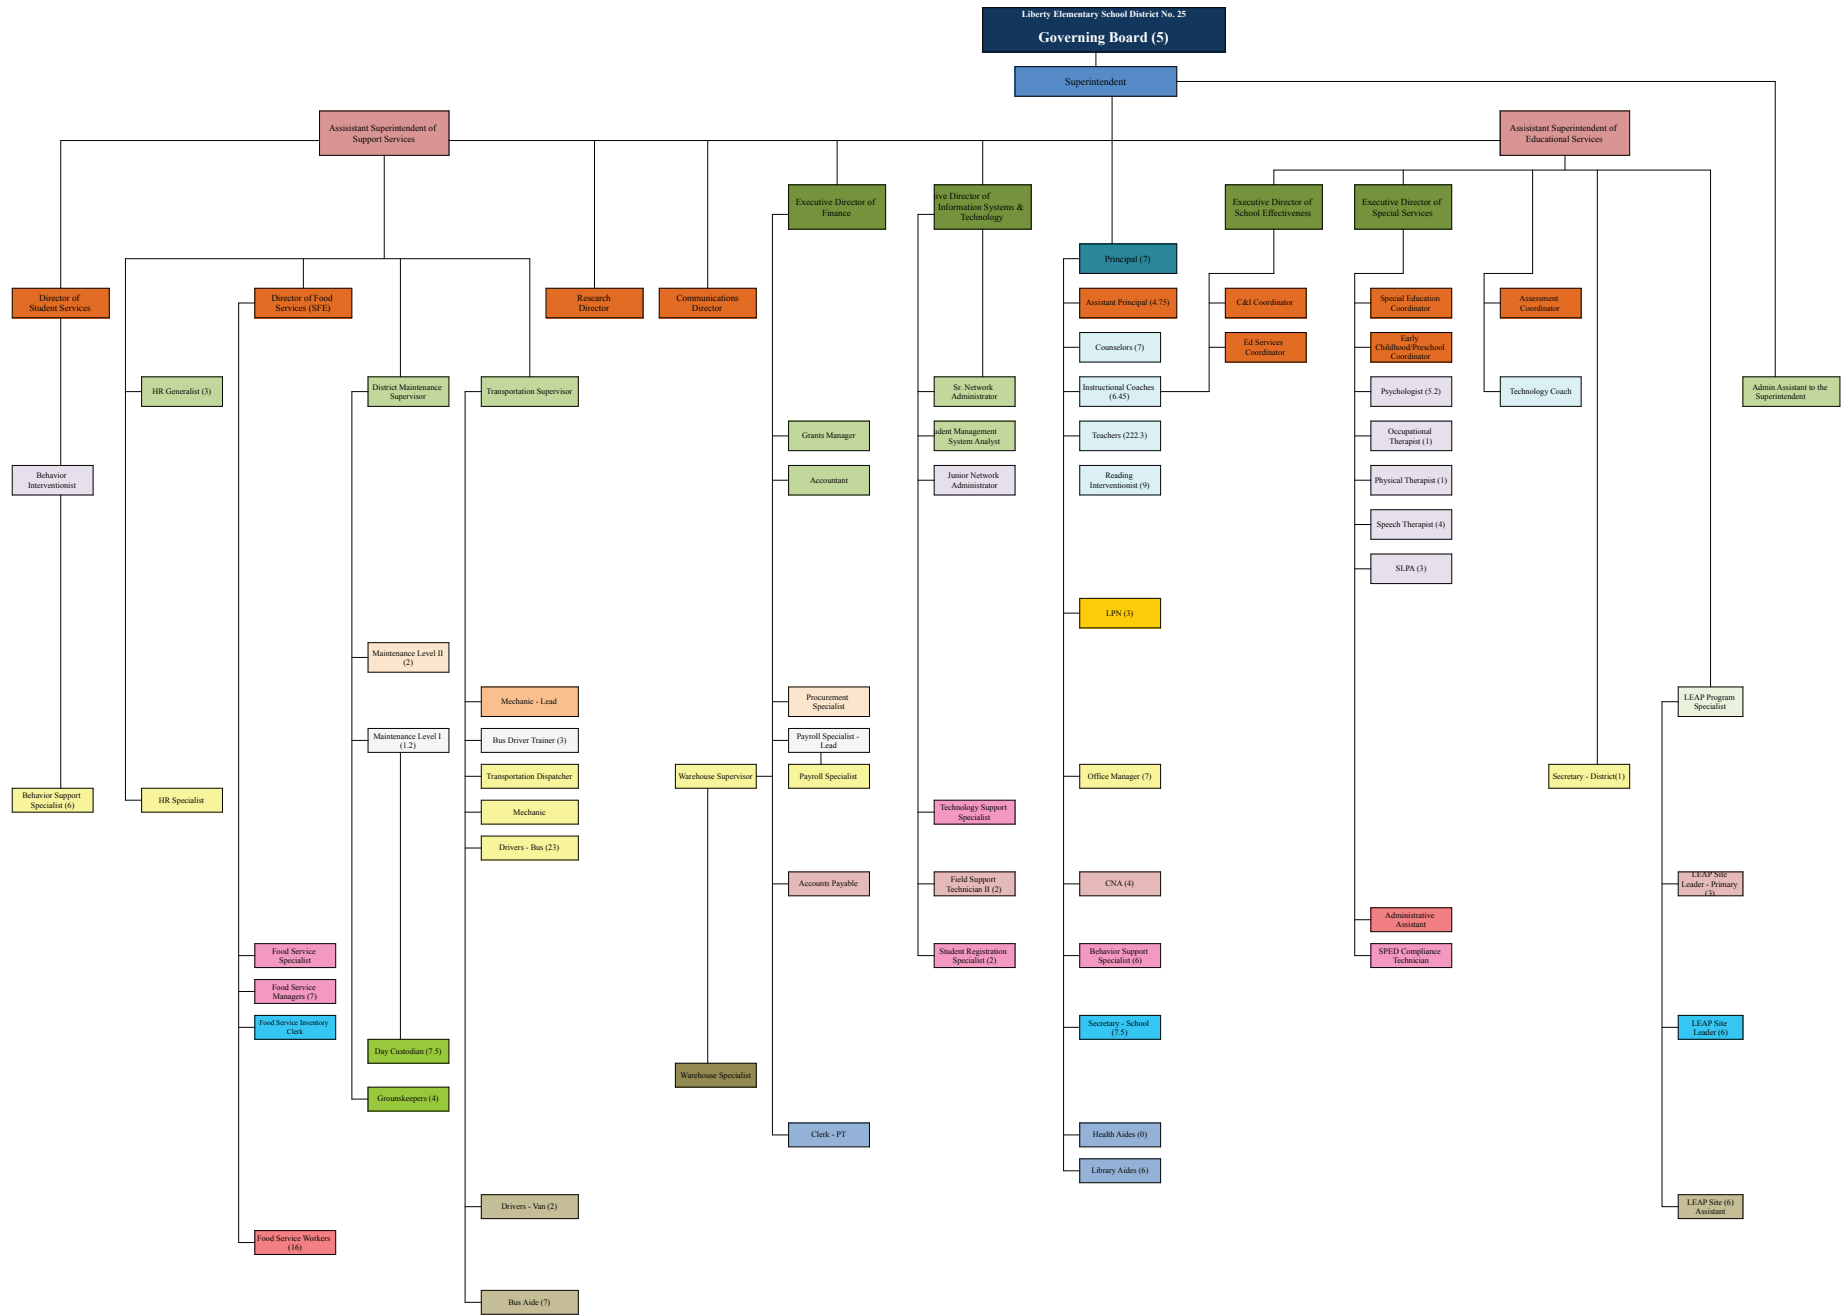 Liberty Elementary School District No. 25
Governing Board (5)
Superintendent
Assisistant Superintendent of
Support Services
Assisistant Superintendent of
Educational Services
Executive Director of
Finance
ive Director of
Information Systems &
Technology
Executive Director of
School Effectiveness
Executive Director of
Special Services
Principal (7)
Director of
Student Services
Director of Food
Services (SFE)
Research
Director
Communications
Director
Assistant Principal (4.75)
C&I Coordinator
Special Education
Coordinator
Assessment
Coordinator
Counselors (7)
Ed Services
Coordinator
Early
Childhood/Preschool
Coordinator
HR Generalist (3)
District Maintenance
Supervisor
Transportation Supervisor
Sr. Network
Administrator
Instructional Coaches
(6.45)
Psychologist (5.2)
Technology Coach
Admin Assistant to the
Superintendent
Grants Manager
udent Management
System Analyst
Teachers (222.3)
Occupational
Therapist (1)
Behavior
Interventionist
Accountant
Junior Network
Administrator
Reading
Interventionist (9)
Physical Therapist (1)
Speech Therapist (4)
SLPA (3)
LPN (3)
Maintenance Level II
(2)
Mechanic - Lead
Procurement
Specialist
LEAP Program
Specialist
Maintenance Level I
(1.2)
Bus Driver Trainer (3)
Payroll Specialist -
Lead
Transportation Dispatcher
Warehouse Supervisor
Payroll Specialist
Office Manager (7)
Secretary - District(1)
Behavior Support
Specialist (6)
HR Specialist
Mechanic
Technology Support
Specialist
Drivers - Bus (23)
Accounts Payable
Field Support
Technician II (2)
CNA (4)
LEAP Site
Leader - Primary
(3)
Administrative
Assistant
Food Service
Specialist
Student Registration
Specialist (2)
Behavior Support
Specialist (6)
SPED Compliance
Technician
Food Service
Managers (7)
Food Service Inventory
Clerk
Secretary - School
(7.5)
LEAP Site
Leader (6)
Day Custodian (7.5)
Warehouse Specialist
Grounskeepers (4)
Clerk - PT
Health Aides (0)
Library Aides (6)
Drivers - Van (2)
LEAP Site (6)
Assistant
Food Service Workers
(16)
Bus Aide (7)